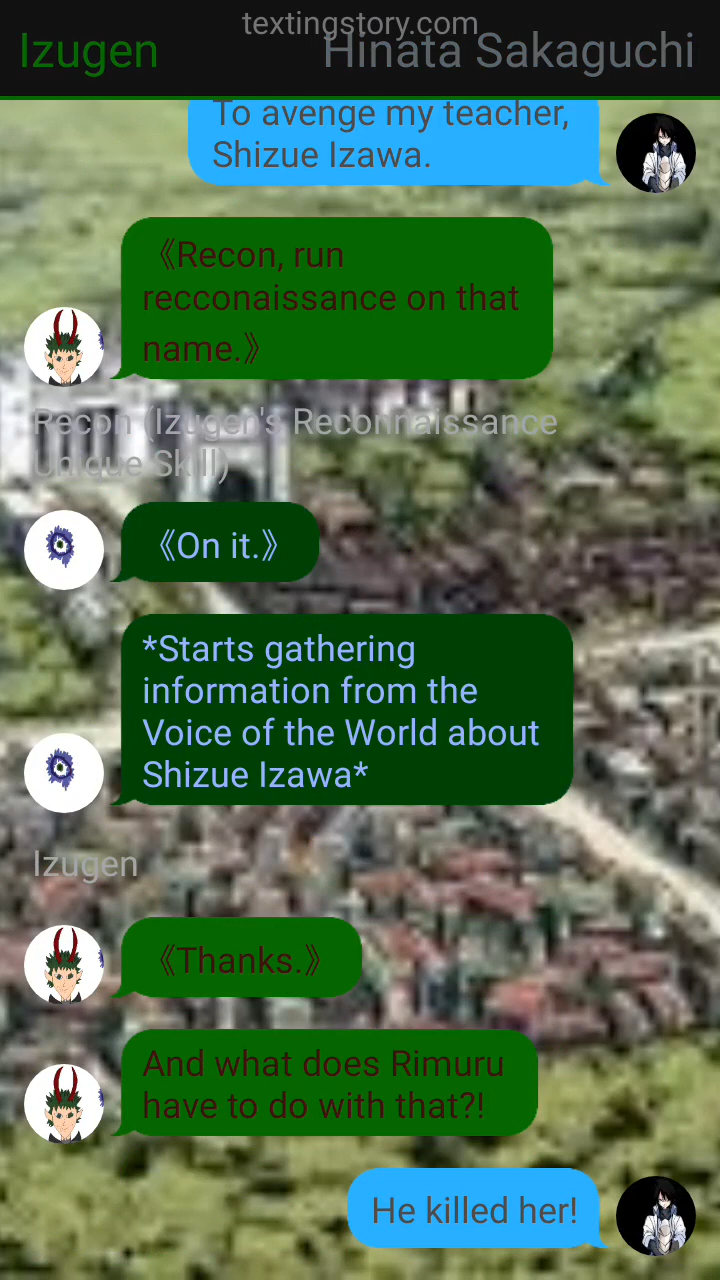 textingstory.com
Izugen
Hinata Sakaguchi
To avenge my teacher,
Shizue Izawa.
《Recon, run
recconaissance on that
name.》
Recon (Izugen's Reconnaissance
Unique Skill)
《On it.》
*Starts gathering
information from the
Voice of the World about
Shizue Izawa*
Izugen
《Thanks.》
And what does Rimuru
have to do with that?!
He killed her!